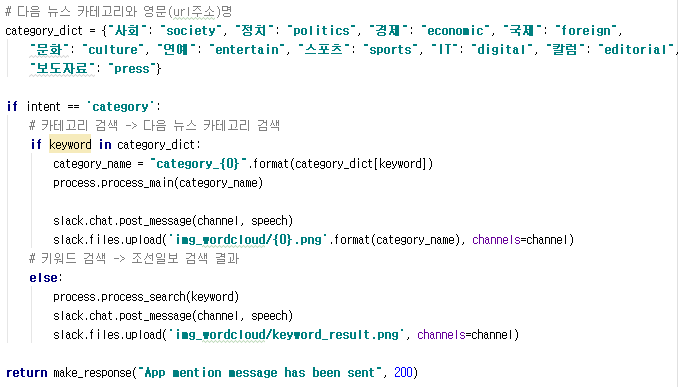 # 다음 뉴스 카테고리와 영문(url주소)명
category_dict = {"사회": "society", "정치": "politics", "경제": "economic", "국제": "foreign",
"문화": "culture", "연예": "entertain", "스포츠": "sports", "IT": "digital", "칼럼": "editorial",
"보도자료": "press"}
if intent == 'category':
# 카테고리 검색 -> 다음 뉴스 카테고리 검색
if keyword in category_dict:
category_name = "category_{0}".format(category_dict[keyword])
process.process_main(category_name)
slack.chat.post_message(channel, speech)
slack.files.upload('img_wordcloud/{0}.png'.format(category_name), channels=channel)
# 키워드 검색 -> 조선일보 검색 결과
else:
process.process_search(keyword)
slack.chat.post_message(channel, speech)
slack.files.upload('img_wordcloud/keyword_result.png', channels=channel)
return make_response("App mention message has been sent", 200)